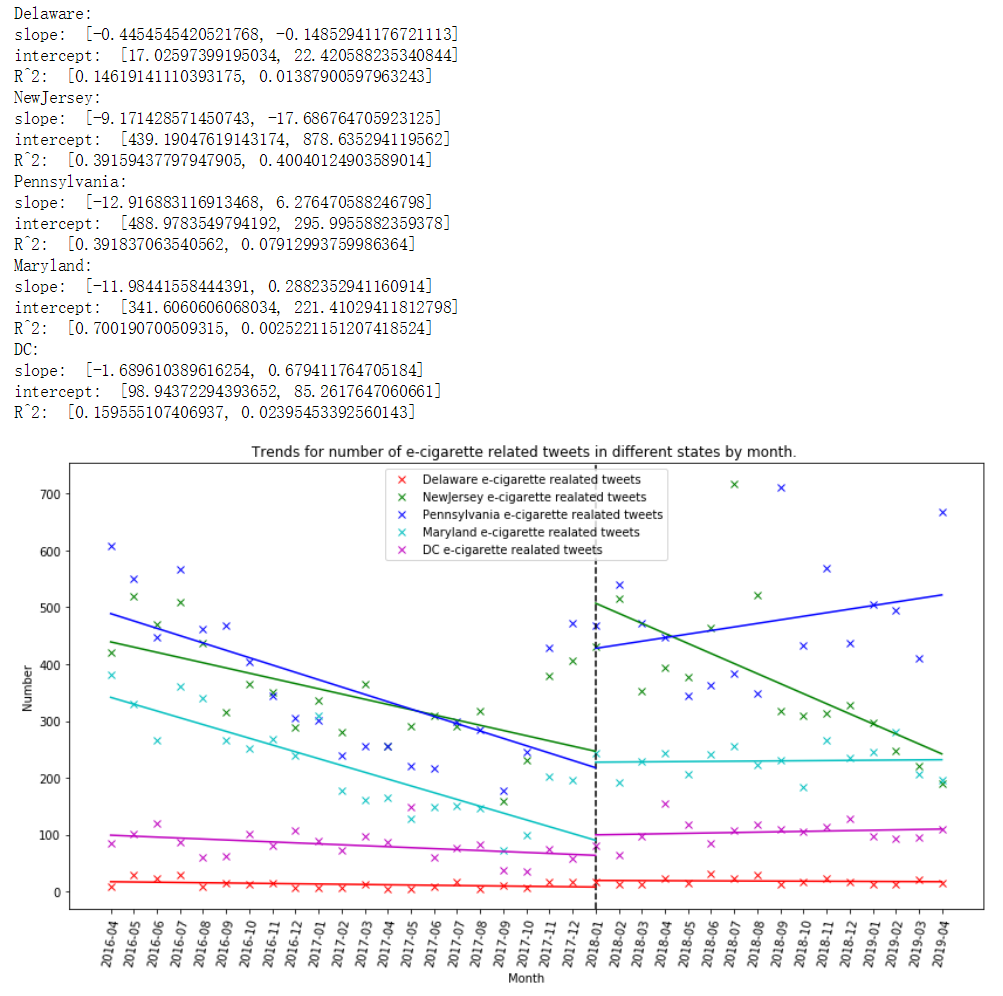 Delaware:
slope:  [-0.4454545420521768, -0.14852941176721113]
intercept:  [17.02597399195034, 22.420588235340844]
R^2:  [0.14619141110393175, 0.01387900597963243]
NewJersey:
slope:  [-9.171428571450743, -17.686764705923125]
intercept:  [439.19047619143174, 878.635294119562]
R^2:  [0.39159437797947905, 0.40040124903589014]
Pennsylvania:
slope:  [-12.916883116913468, 6.276470588246798]
intercept:  [488.9783549794192, 295.9955882359378]
R^2:  [0.391837063540562, 0.07912993759986364]
Maryland:
slope:  [-11.98441558444391, 0.2882352941160914]
intercept:  [341.6060606068034, 221.41029411812798]
R^2:  [0.700190700509315, 0.0025221151207418524]
DC:
slope:  [-1.689610389616254, 0.679411764705184]
intercept:  [98.94372294393652, 85.2617647060661]
R^2:  [0.159555107406937, 0.02395453392560143]
Trends for number of e-cigarette related tweets in different states by month.
Delaware e-cigarette realated tweets
NewJersey e-cigarette realated tweets
Pennsylvania e-cigarette realated tweets
Maryland e-cigarette realated tweets
DC e-cigarette realated tweets
700
600
500
400
300
200
100
0
Number
2016-04
2016-05
2016-06
2016-07
2016-08
2016-09
2016-10
2016-11
2016-12
2017-01
2017-02
2017-03
2017-04
2017-05
2017-06
2017-07
2017-08
2017-09
2017-10
2017-11
2017-12
2018-01
2018-02
2018-03
2018-04
2018-05
2018-06
2018-07
2018-08
2018-09
2018-10
2018-11
2018-12
2019-01
2019-02
2019-03
2019-04
Month